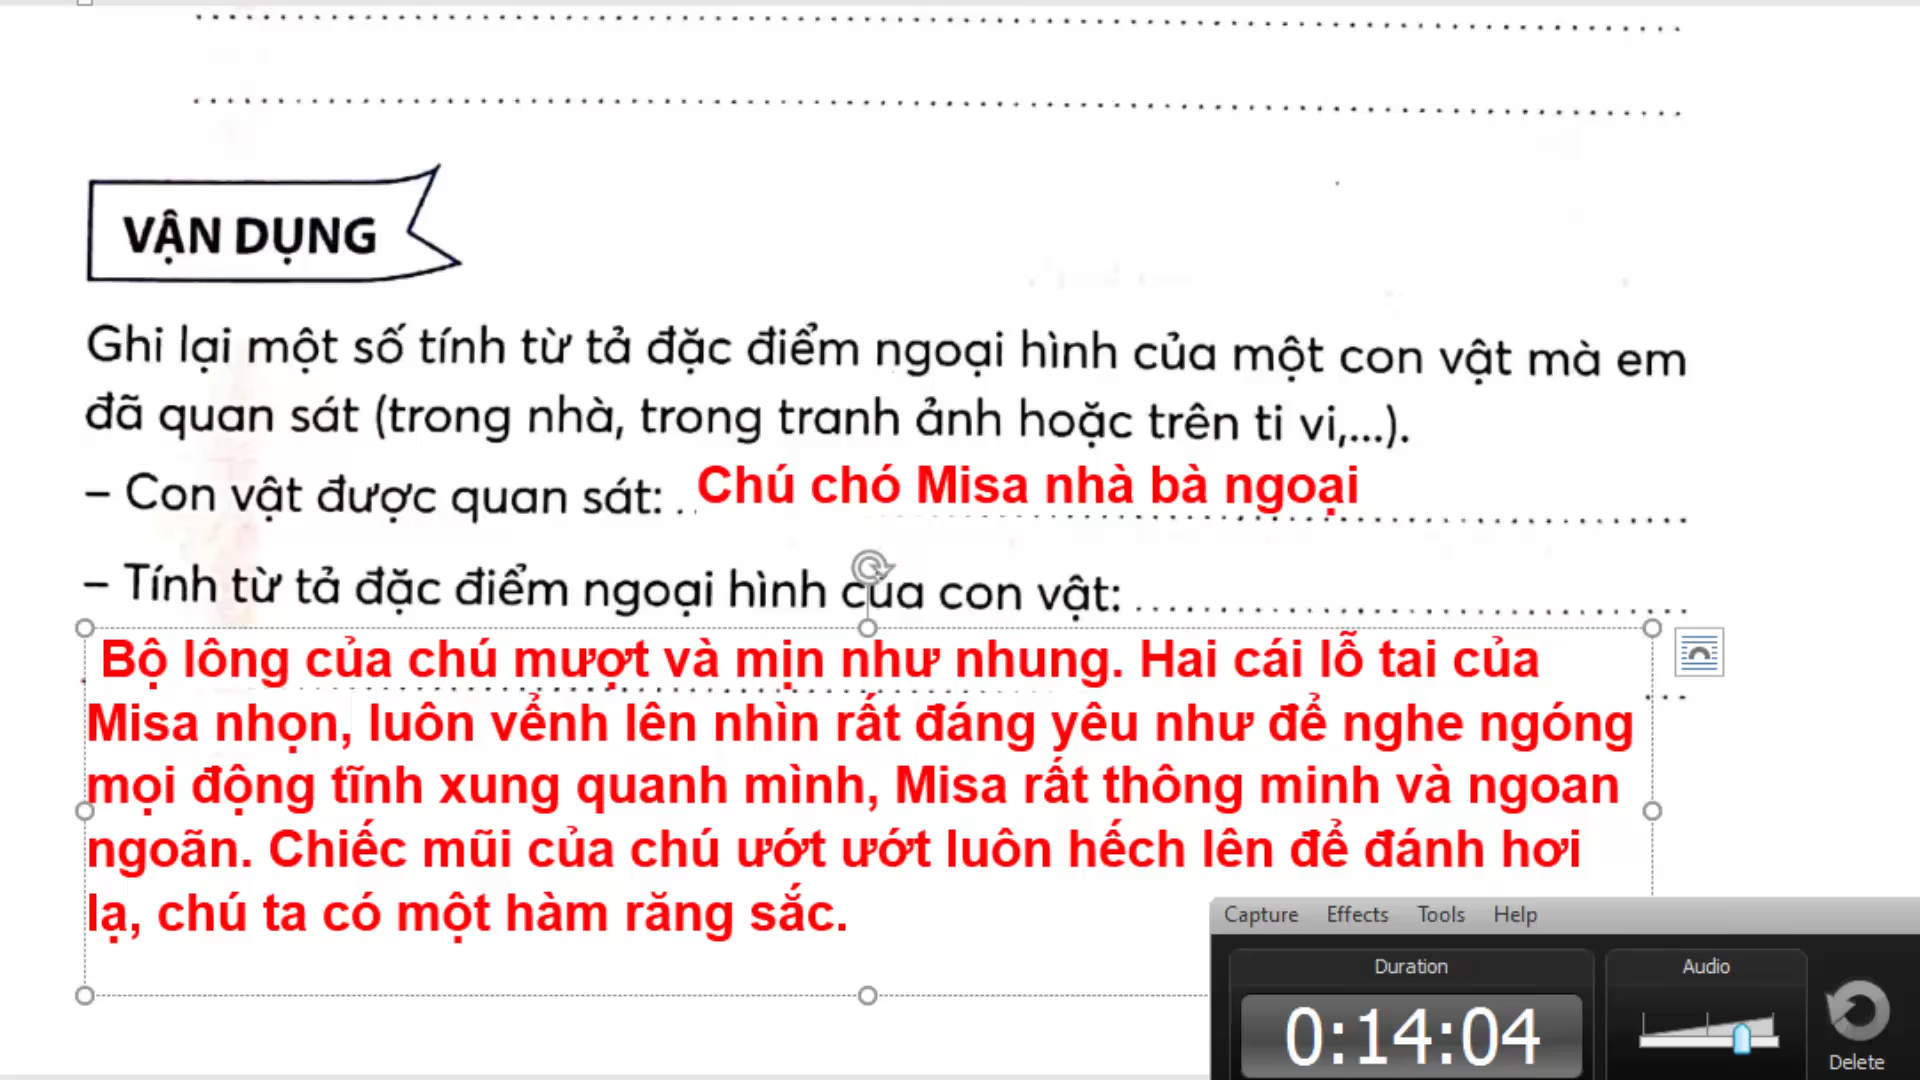 VẬN DỤNG
Ghi lại một số tính từ tả đặc điểm ngoại hình của một con vật mà em
đã quan sát (trong nhà, trong tranh ảnh hoặc trên ti vi,...).
– Con vật được quan sát: .. Chú chó Misa nhà bà ngoại
– Tính từ tả đặc điểm ngoại hình của con vật:
Bộ lông của chú mượt và mịn như nhung. Hai cái lỗ tai của
Misa nhọn, luôn vểnh lên nhìn rất đáng yêu như để nghe ngóng
mọi động tĩnh xung quanh mình, Misa rất thông minh và ngoan
ngoãn. Chiếc mũi của chú ướt ướt luôn hếch lên để đánh hơi
lạ, chú ta có một hàm răng sắc.
Capture Effects Tools Help
Duration Audio
0:14:04
Delete